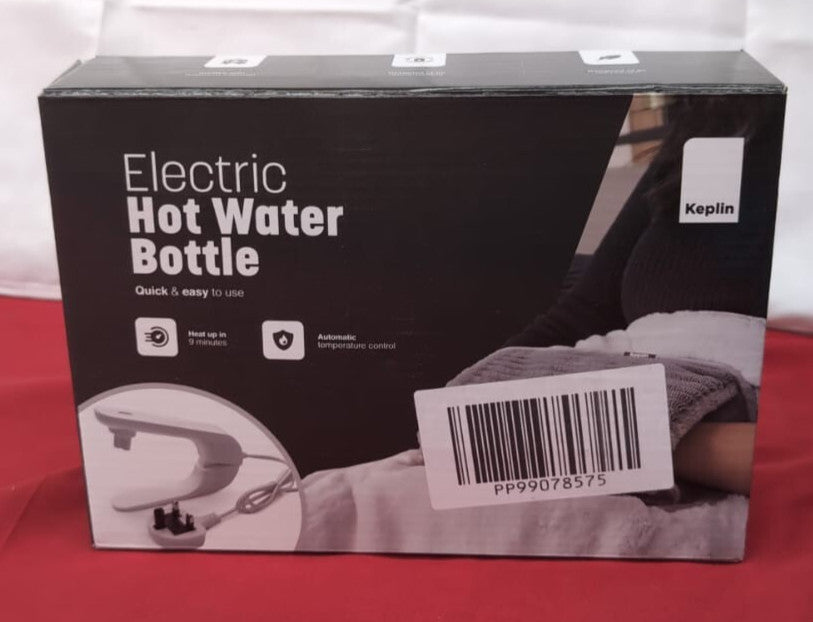 Electric
Hot Water
Bottle
Quick & easy to use
Heat up in
9 minutes
Automatic
temperature control
Keplin
PP99078575